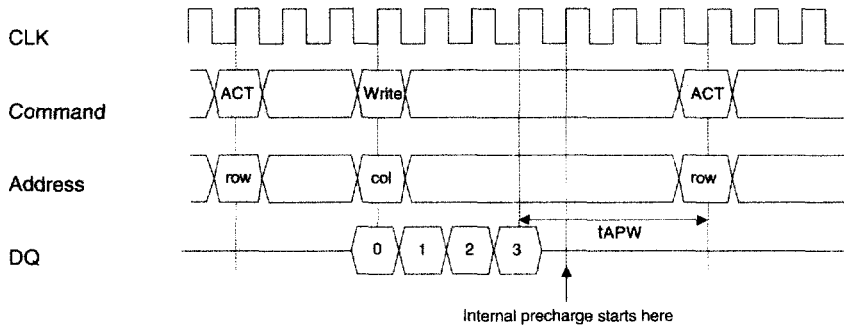 CLK
Command ACT Write ACT
Address row col row
tAPW
DQ 0 1 2 3
Internal precharge starts here